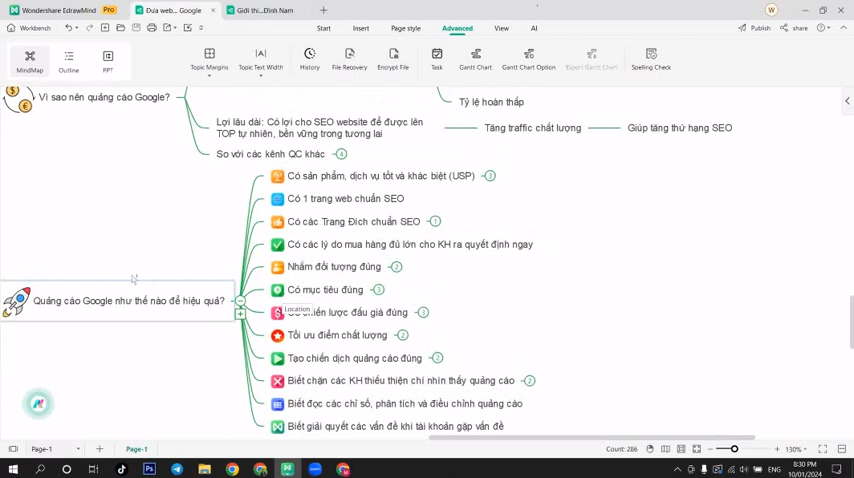 Wondershare EdrawMind Pro
Đưa web... Google
Giới thi...Đình Nam
W
Workbench
Start Insert Page style Advanced View AI
Publish share
MindMap Outline PPT
Topic Margins Topic Text Width History File Recovery Encrypt File Task Gantt Chart Gantt Chart Option Export Gantt Chart Spelling Check
Vì sao nên quảng cáo Google?
Tỷ lệ hoàn thấp
Lợi lâu dài: Có lợi cho SEO website để được lên
TOP tự nhiên, bền vững trong tương lai
Tăng traffic chất lượng
Giúp tăng thứ hạng SEO
So với các kênh QC khác 4
Có sản phẩm, dịch vụ tốt và khác biệt (USP) 3
Có 1 trang web chuẩn SEO
Có các Trang Đích chuẩn SEO 1
Có các lý do mua hàng đủ lớn cho KH ra quyết định ngay
Nhắm đối tượng đúng 2
Có mục tiêu đúng 3
Quảng cáo Google như thế nào để hiệu quả?
Location
chiến lược đấu giá đúng 3
Tối ưu điểm chất lượng 2
Tạo chiến dịch quảng cáo đúng 2
Biết chặn các KH thiếu thiện chí nhìn thấy quảng cáo 2
Biết đọc các chỉ số, phân tích và điều chỉnh quảng cáo
Biết giải quyết các vấn đề khi tài khoản gặp vấn đề
Page-1
Page-1
Count: 286
130%
ENG
8:30 PM
10/01/2024